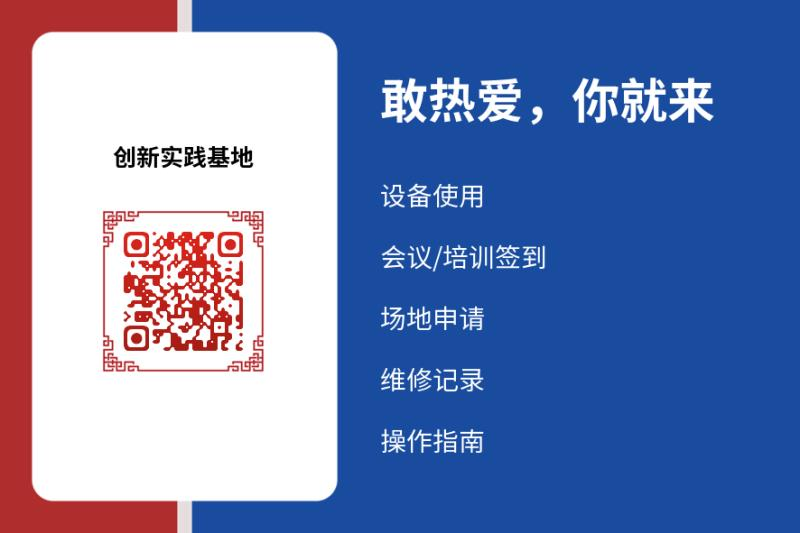 创新实践基地
敢热爱，你就来
设备使用
会议/培训签到
场地申请
维修记录
操作指南